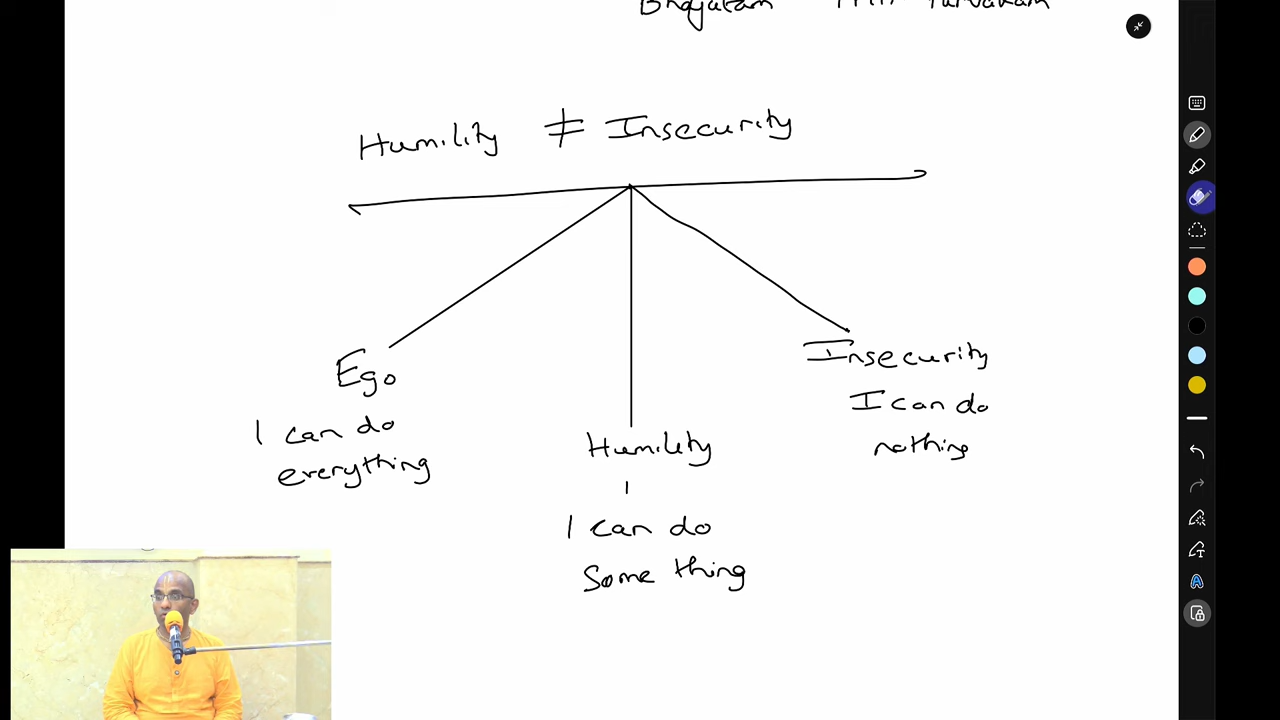 Humility ≠ Insecurity
Ego
I can do
everything
Humility
I can do
Some thing
Insecurity
I can do
nothing